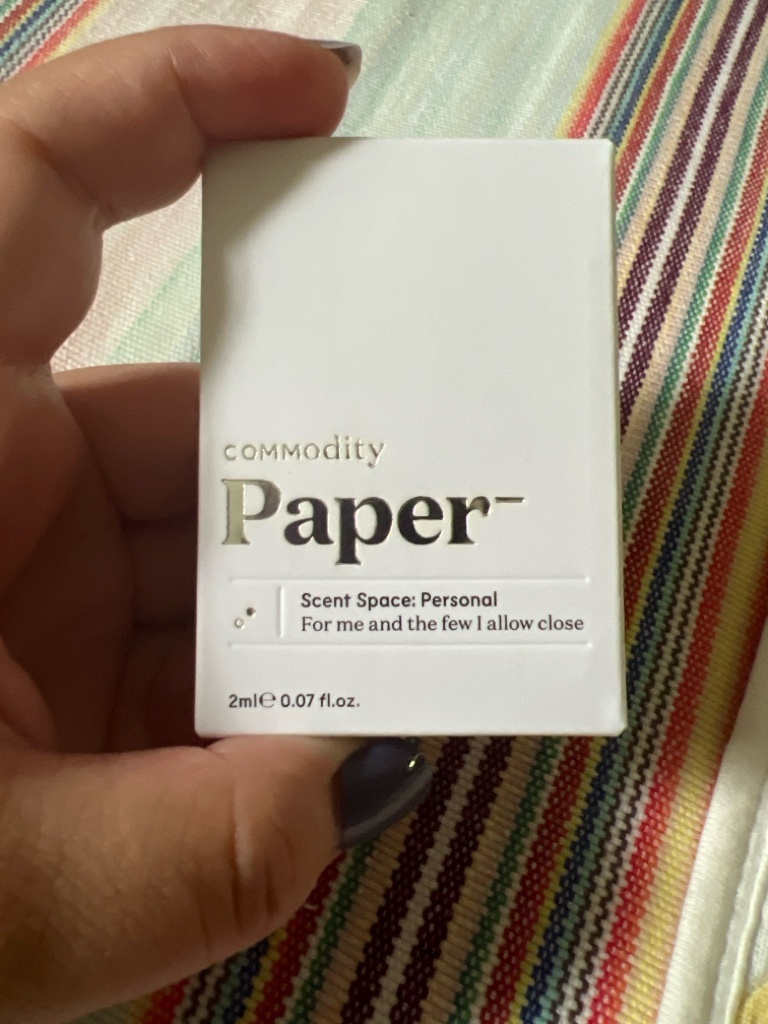 COMMOdity
Paper–
Scent Space: Personal
For me and the few I allow close
2ml℮ 0.07 fl.oz.